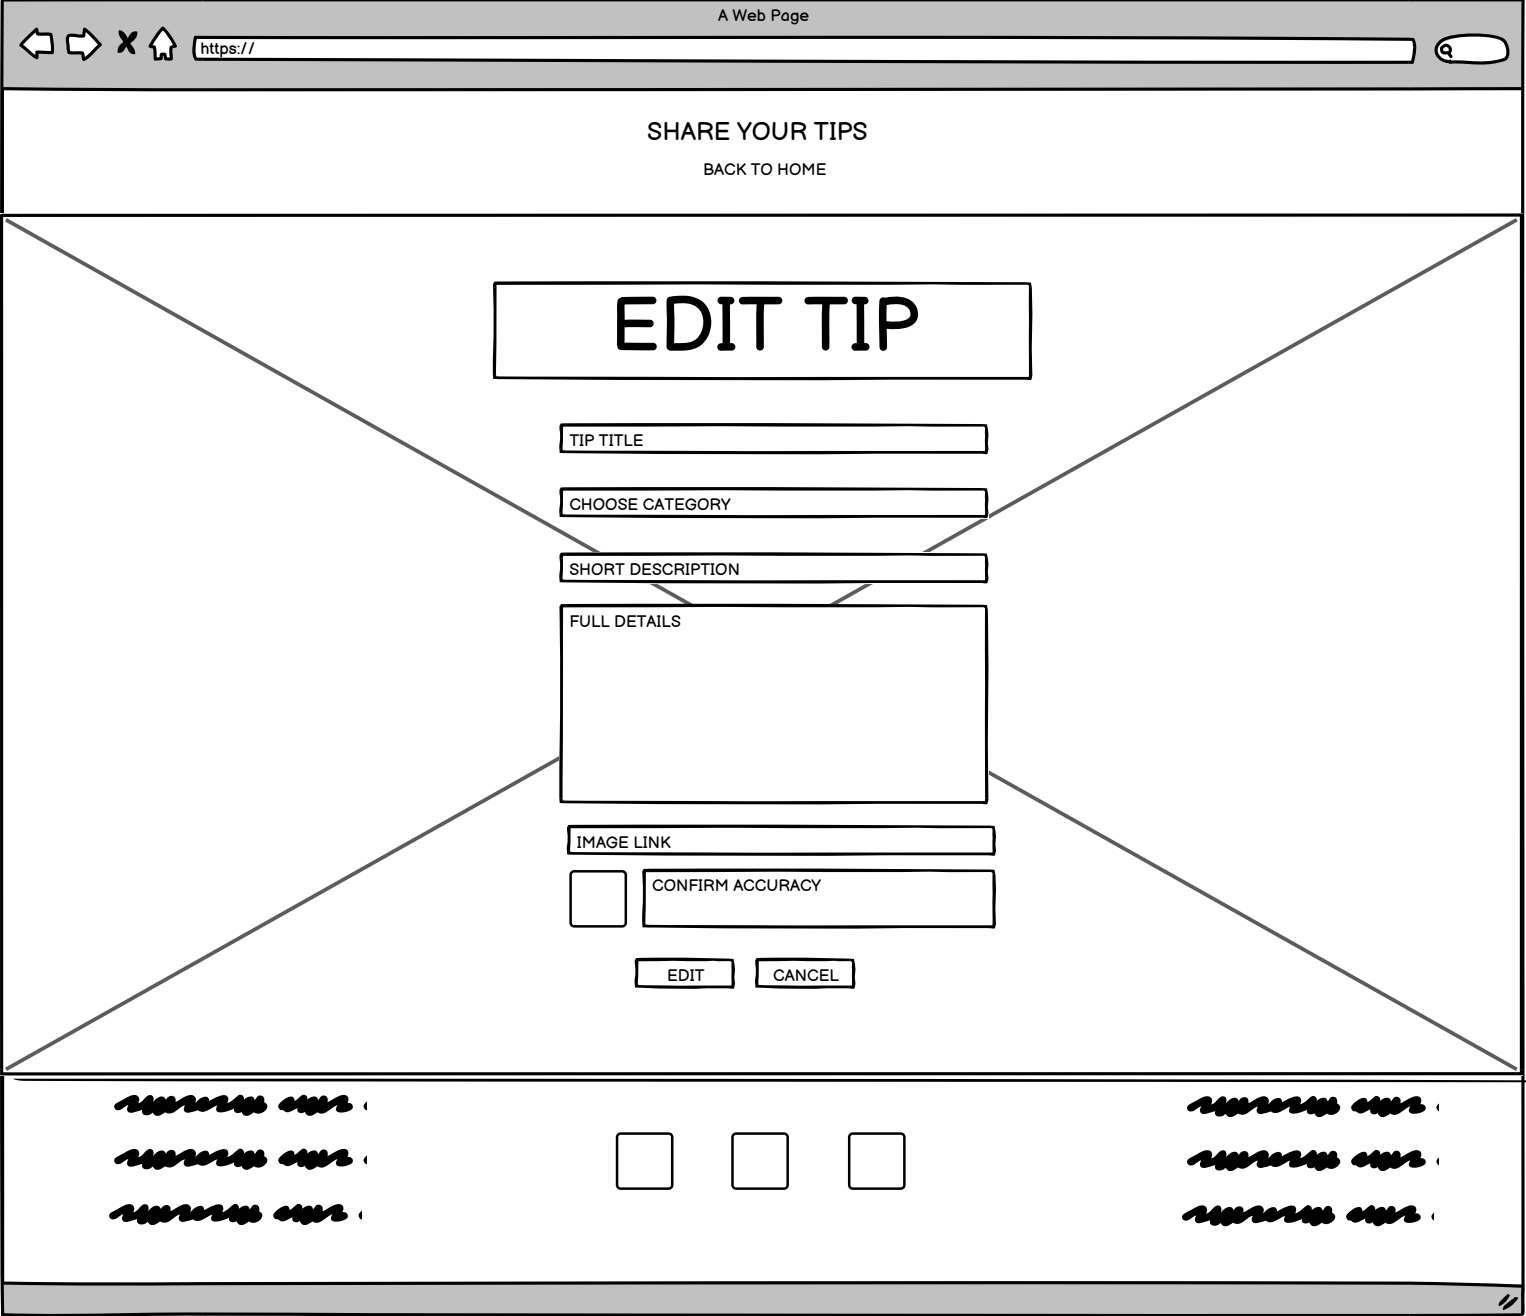 A Web Page
https://
SHARE YOUR TIPS
BACK TO HOME
EDIT TIP
TIP TITLE
CHOOSE CATEGORY
SHORT DESCRIPTION
FULL DETAILS
IMAGE LINK
CONFIRM ACCURACY
EDIT
CANCEL